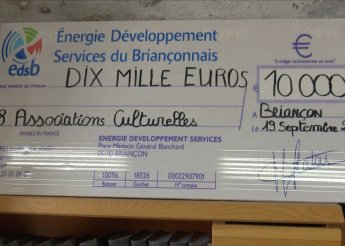 COPIE
Énergie Développement
Services du Briançonnais
edsb
€
à rédiger exclusivement en euros
DIX MILLE EUROS
10 000
8 Associations Culturelles
À BRIANÇON
Le 19 Septembre
PAYABLE EN FRANCE
ENERGIE DEVELOPPEMENT SERVICES
Place Médecin Général Blanchard
05100 BRIANÇON
10096 18526 00022907901
Banque Guichet N° compte